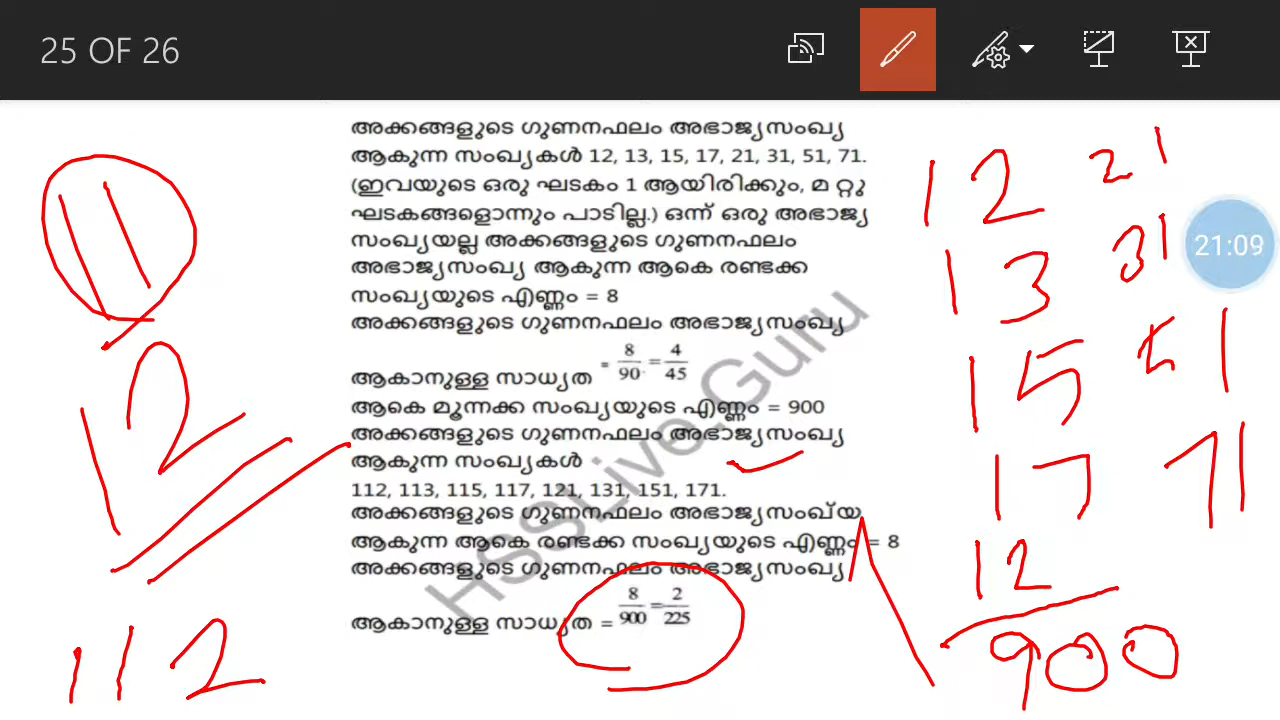 25 OF 26
അക്കങ്ങളുടെ ഗുണനഫലം അഭാജ്യസംഖ്യ
ആകുന്ന സംഖ്യകൾ 12, 13, 15, 17, 21, 31, 51, 71.
(ഇവയുടെ ഒരു ഘടകം 1 ആയിരിക്കും, മ റ്റു
ഘടകങ്ങളൊന്നും പാടില്ല.) ഒന്ന് ഒരു അഭാജ്യ
സംഖ്യയല്ല അക്കങ്ങളുടെ ഗുണനഫലം
അഭാജ്യസംഖ്യ ആകുന്ന ആകെ രണ്ടക്ക
സംഖ്യയുടെ എണ്ണം = 8
അക്കങ്ങളുടെ ഗുണനഫലം അഭാജ്യസംഖ്യ
ആകാനുള്ള സാധ്യത = 8/90 = 4/45
ആകെ മൂന്നക്ക സംഖ്യയുടെ എണ്ണം = 900
അക്കങ്ങളുടെ ഗുണനഫലം അഭാജ്യസംഖ്യ
ആകുന്ന സംഖ്യകൾ
112, 113, 115, 117, 121, 131, 151, 171.
അക്കങ്ങളുടെ ഗുണനഫലം അഭാജ്യസംഖ്യ
ആകുന്ന ആകെ രണ്ടക്ക സംഖ്യയുടെ എണ്ണം = 8
അക്കങ്ങളുടെ ഗുണനഫലം അഭാജ്യസംഖ്യ
ആകാനുള്ള സാധ്യത = 8/900 = 2/225
HSSLive.Guru
11
12
112
12 21
13 31
15 51
17 71
12
900
21:09